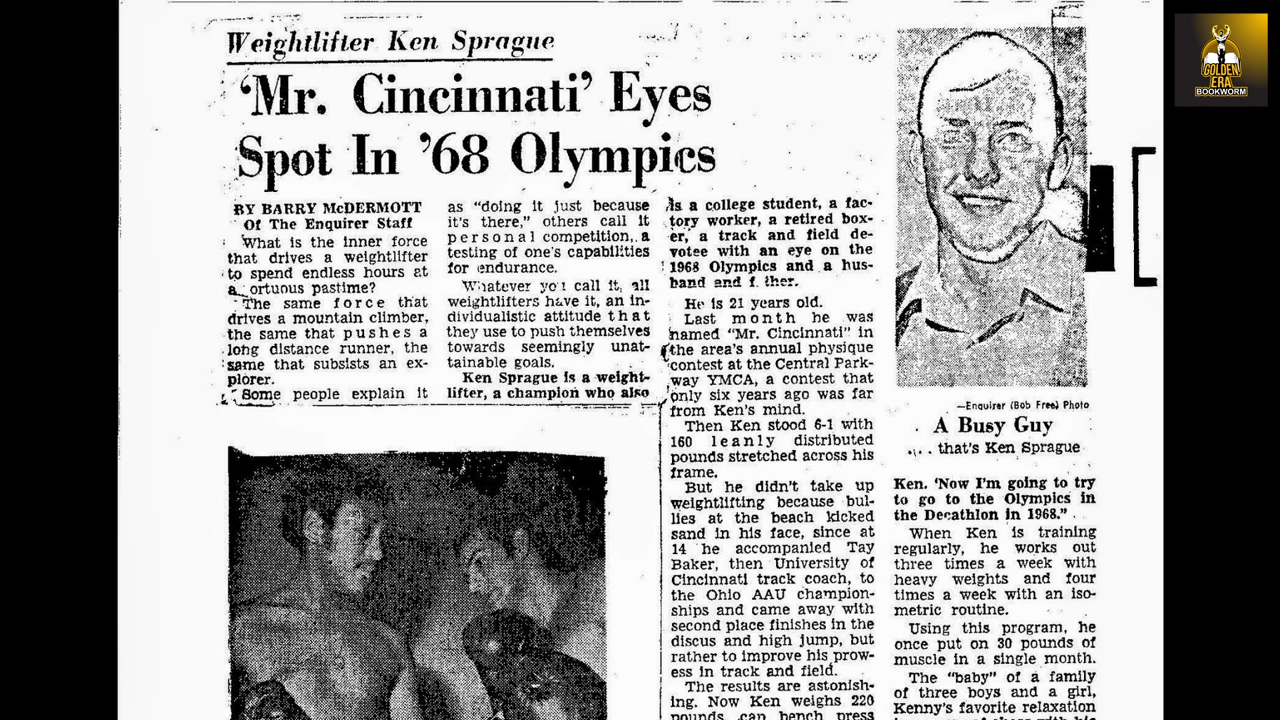 Weightlifter Ken Sprague
'Mr. Cincinnati' Eyes
Spot In '68 Olympics
BY BARRY McDERMOTT
Of The Enquirer Staff
What is the inner force
that drives a weightlifter
to spend endless hours at
a ortuous pastime?
The same force that
drives a mountain climber,
the same that pushes a
long distance runner, the
same that subsists an ex-
plorer.
Some people explain it
as "doing it just because
it's there," others call it
personal competition, a
testing of one's capabilities
for endurance.
Whatever you call it, all
weightlifters have it, an in-
dividualistic attitude that
they use to push themselves
towards seemingly unat-
tainable goals.
Ken Sprague is a weight-
lifter, a champion who also
is a college student, a fac-
tory worker, a retired box-
er, a track and field de-
votee with an eye on the
1968 Olympics and a hus-
band and f ther.
He is 21 years old.
Last month he was
named "Mr. Cincinnati" in
the area's annual physique
contest at the Central Park-
way YMCA, a contest that
only six years ago was far
from Ken's mind.
Then Ken stood 6-1 with
160 leanly distributed
pounds stretched across his
frame.
But he didn't take up
weightlifting because bul-
lies at the beach kicked
sand in his face, since at
14 he accompanied Tay
Baker, then University of
Cincinnati track coach, to
the Ohio AAU champion-
ships and came away with
second place finishes in the
discus and high jump, but
rather to improve his prow-
ess in track and field.
The results are astonish-
ing. Now Ken weighs 220
pounds can bench press
—Enquirer (Bob Free) Photo
A Busy Guy
... that's Ken Sprague
Ken. 'Now I'm going to try
to go to the Olympics in
the Decathlon in 1968."
When Ken is training
regularly, he works out
three times a week with
heavy weights and four
times a week with an iso-
metric routine.
Using this program, he
once put on 30 pounds of
muscle in a single month.
The "baby" of a family
of three boys and a girl,
Kenny's favorite relaxation
GOLDEN
ERA
BOOKWORM